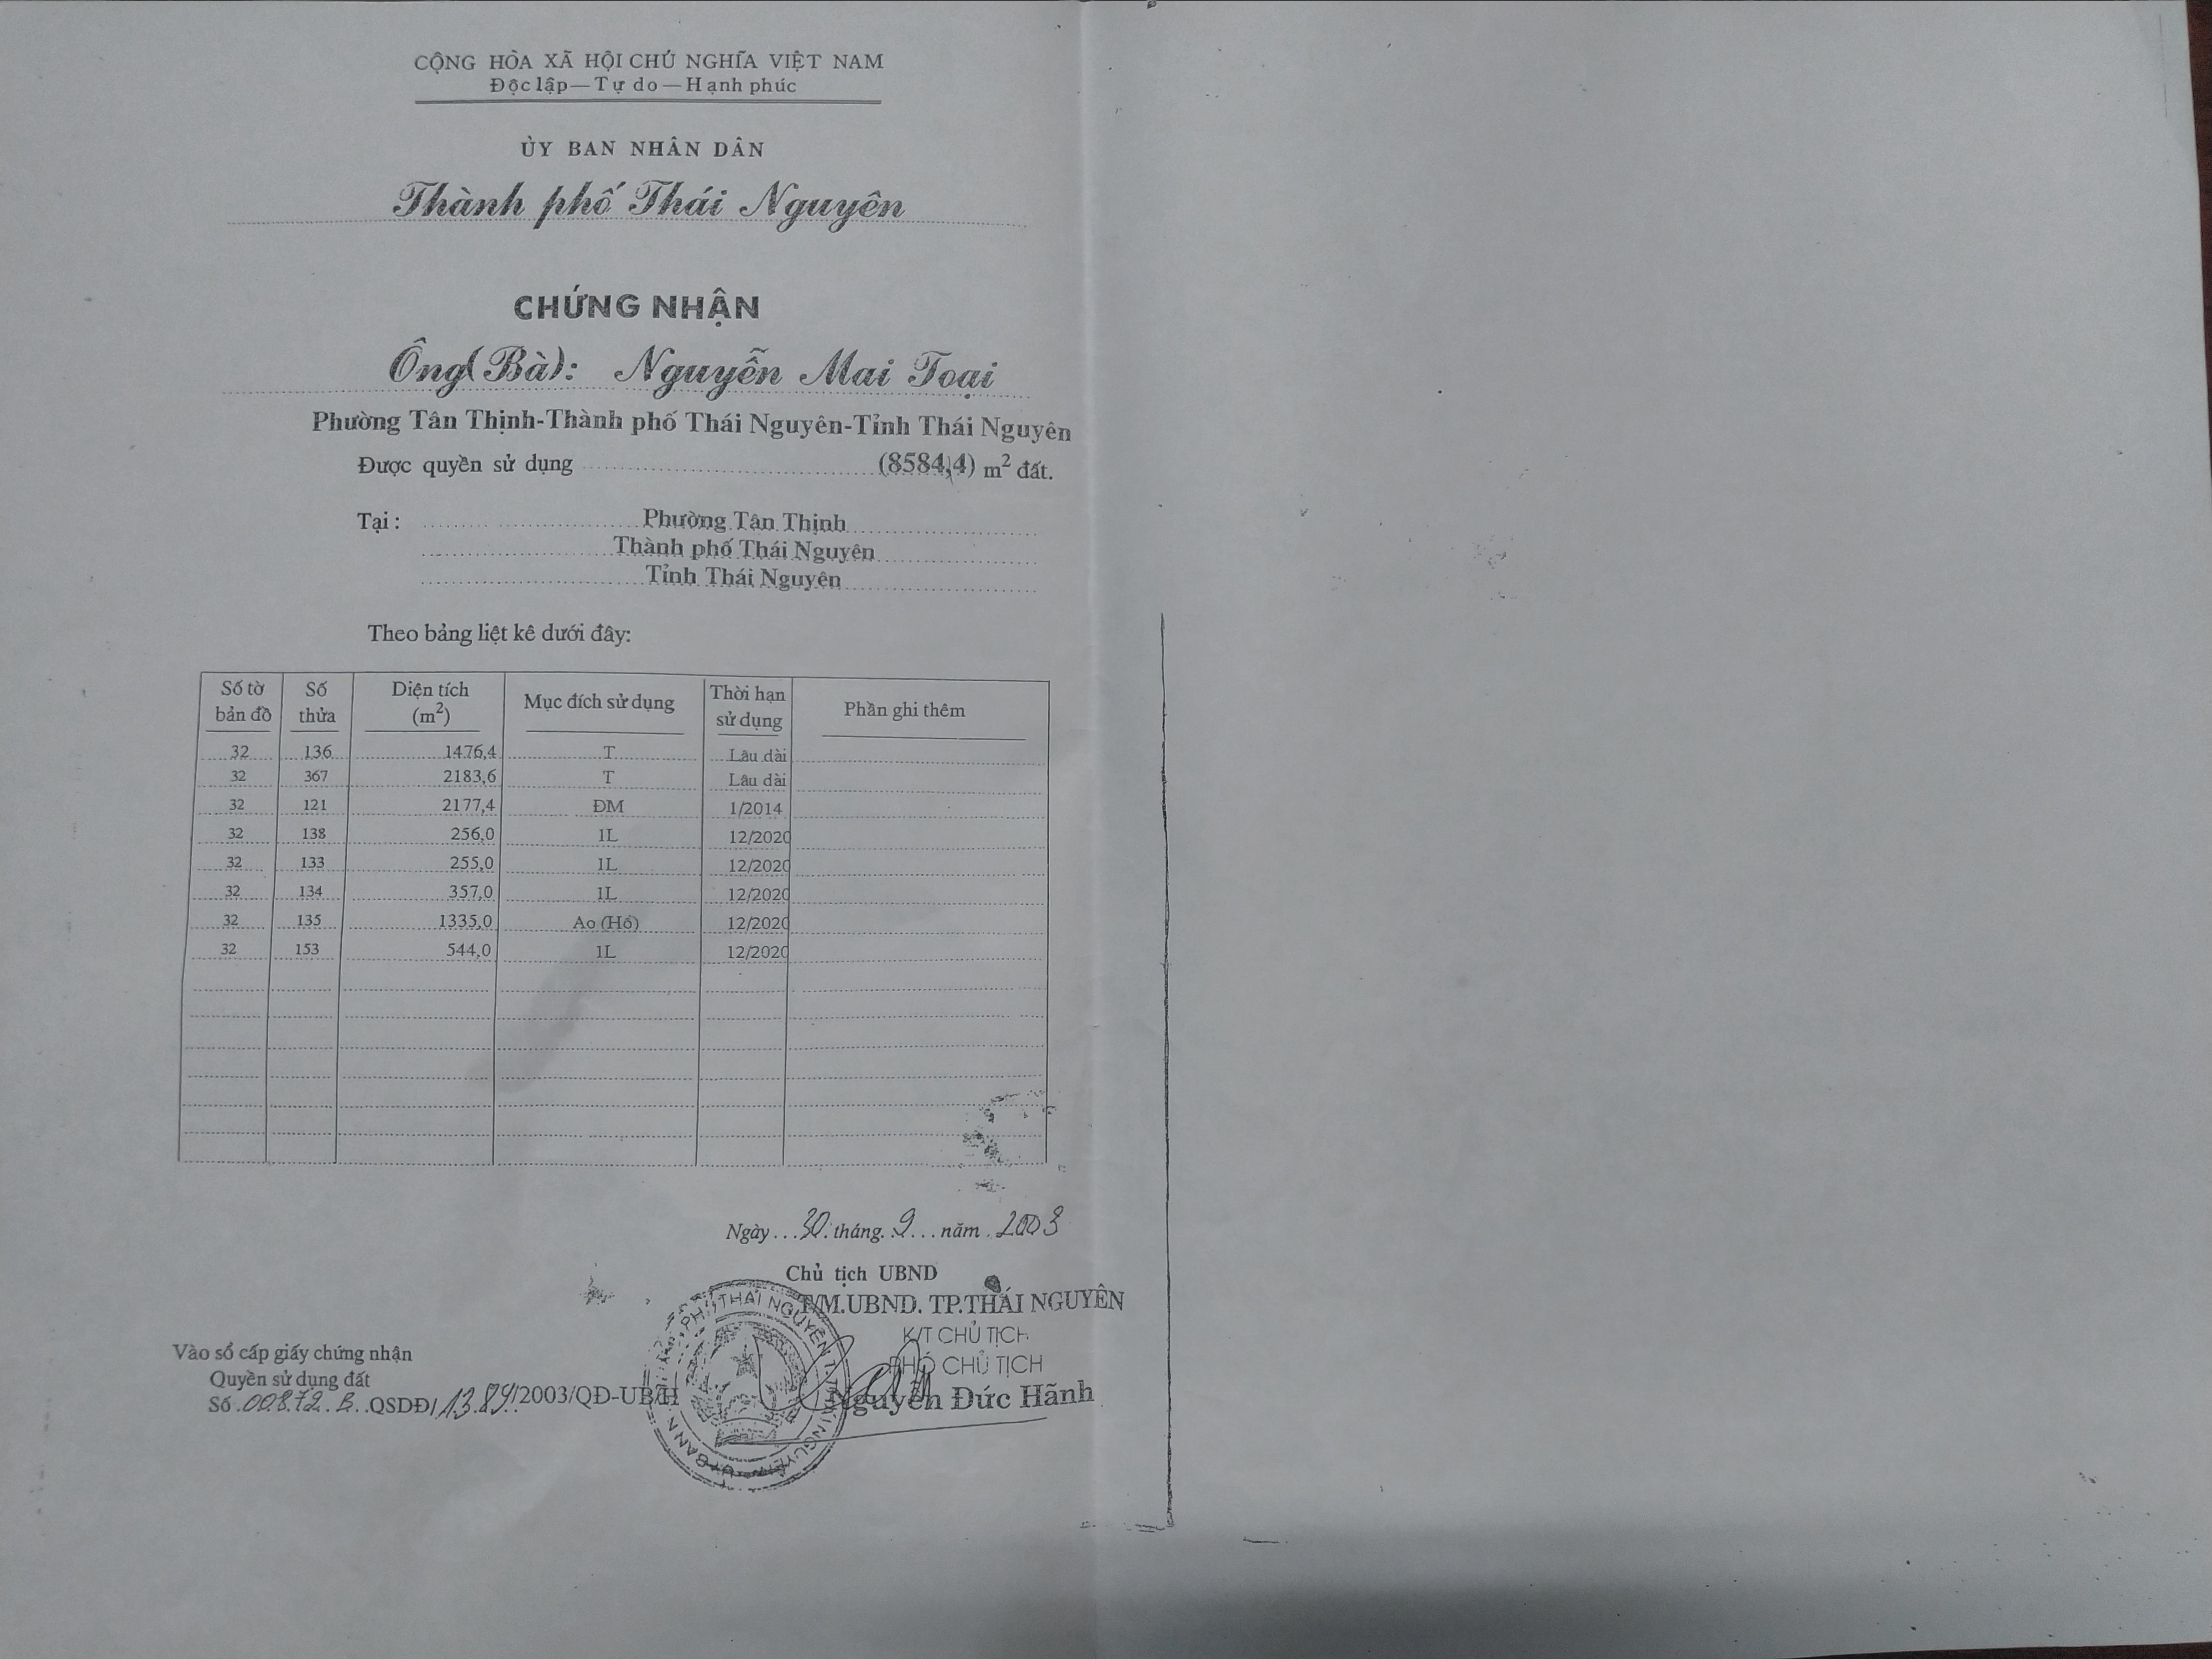 CỘNG HÒA XÃ HỘI CHỦ NGHĨA VIỆT NAM
Độc lập—Tự do—Hạnh phúc
ỦY BAN NHÂN DÂN
Thành phố Thái Nguyên
CHỨNG NHẬN
Ông(Bà): Nguyễn Mai Toại
Phường Tân Thịnh-Thành phố Thái Nguyên-Tỉnh Thái Nguyên
Được quyền sử dụng (8584,4) m² đất.
Tại: Phường Tân Thịnh
Thành phố Thái Nguyên
Tỉnh Thái Nguyên
Theo bảng liệt kê dưới đây:
Số tờ bản đồ Số thửa Diện tích (m²) Mục đích sử dụng Thời hạn sử dụng Phần ghi thêm
32 136 1476,4 T Lâu dài
32 367 2183,6 T Lâu dài
32 121 2177,4 ĐM 1/2014
32 138 256,0 1L 12/2020
32 133 255,0 1L 12/2020
32 134 357,0 1L 12/2020
32 135 1335,0 Ao (Hồ) 12/2020
32 153 544,0 1L 12/2020
Ngày 30 tháng 9 năm 2003
Chủ tịch UBND
T/M.UBND. TP.THÁI NGUYÊN
K/T CHỦ TỊCH
PHÓ CHỦ TỊCH
Nguyễn Đức Hãnh
Vào sổ cấp giấy chứng nhận
Quyền sử dụng đất
Số 00872 QSDĐ/1389/2003/QĐ-UB/H